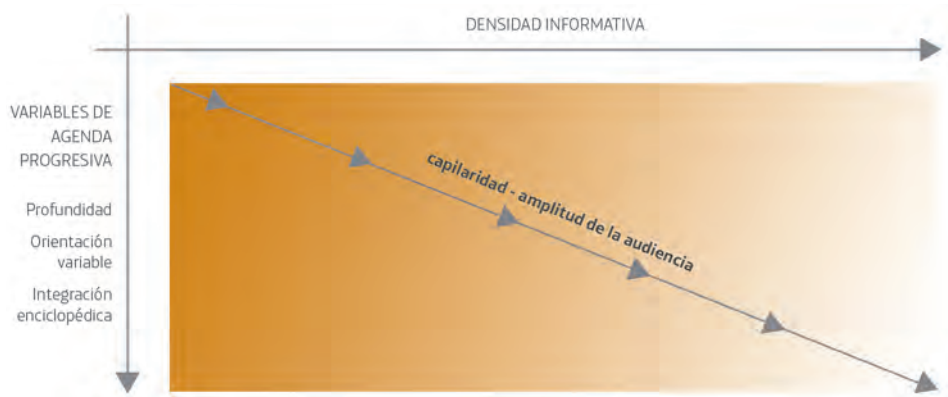 DENSIDAD INFORMATIVA
VARIABLES DE
AGENDA
PROGRESIVA
Profundidad
Orientación
variable
Integración
enciclopédica
capilaridad - amplitud de la audiencia